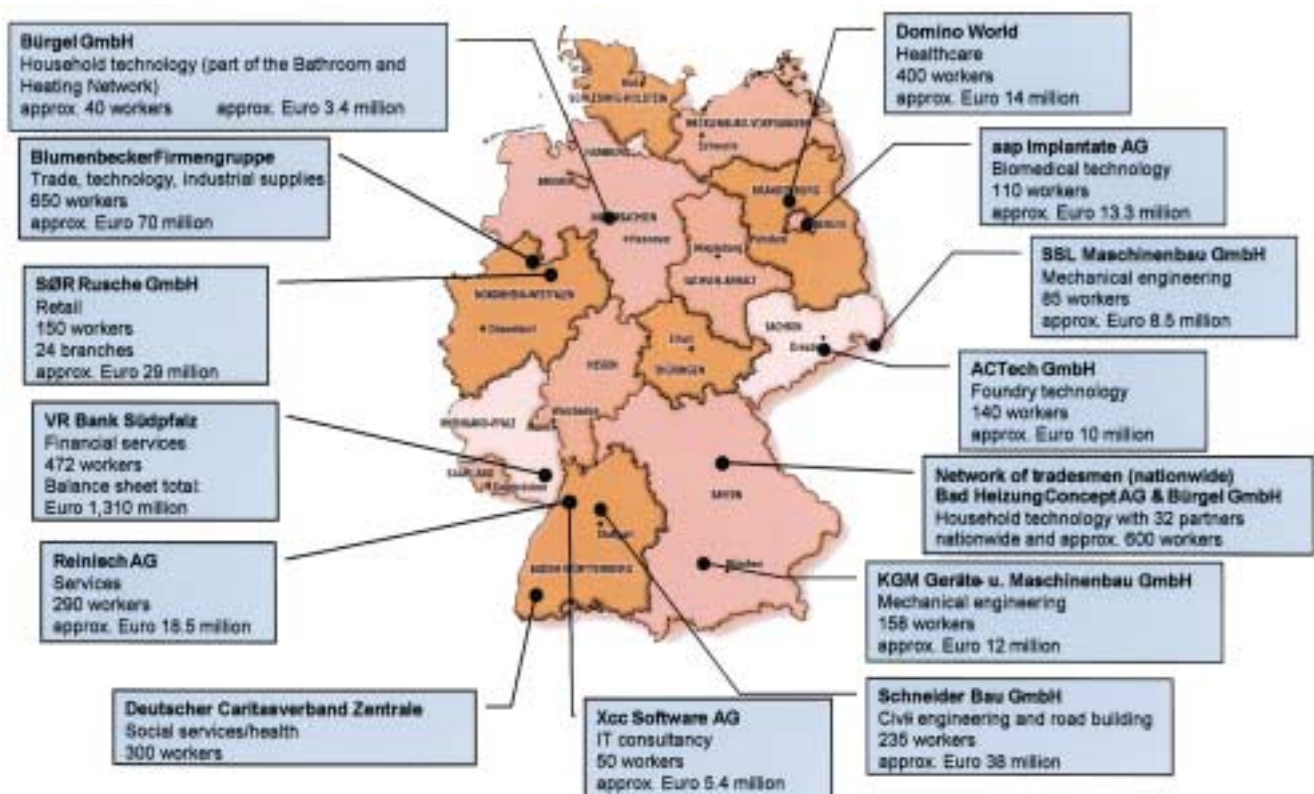 Bürgel GmbH
Household technology (part of the Bathroom and
Heating Network)
approx. 40 workers approx. Euro 3.4 million
BlumenbeckerFirmengruppe
Trade, technology, industrial supplies
650 workers
approx. Euro 70 million
SØR Rusche GmbH
Retail
150 workers
24 branches
approx. Euro 29 million
VR Bank Südpfalz
Financial services
472 workers
Balance sheet total:
Euro 1,310 million
Reinisch AG
Services
290 workers
approx. Euro 18.5 million
Deutscher Caritasverband Zentrale
Social services/health
300 workers
Xcc Software AG
IT consultancy
50 workers
approx. Euro 5.4 million
Domino World
Healthcare
400 workers
approx. Euro 14 million
aap Implantate AG
Biomedical technology
110 workers
approx. Euro 13.3 million
SSL Maschinenbau GmbH
Mechanical engineering
85 workers
approx. Euro 8.5 million
ACTech GmbH
Foundry technology
140 workers
approx. Euro 10 million
Network of tradesmen (nationwide)
Bad HeizungConcept AG & Bürgel GmbH
Household technology with 32 partners
nationwide and approx. 600 workers
KGM Geräte- u. Maschinenbau GmbH
Mechanical engineering
158 workers
approx. Euro 12 million
Schneider Bau GmbH
Civil engineering and road building
235 workers
approx. Euro 38 million
SCHLESWIG-HOLSTEIN
Schwerin
HAMBURG
BREMEN
Hannover
Magdeburg
SACHSEN-ANHALT
BRANDENBURG
Potsdam
NORDRHEIN-WESTFALEN
Düsseldorf
HESSEN
Erfurt
THÜRINGEN
SACHSEN
Wiesbaden
RHEINLAND-PFALZ
SAARLAND
Stuttgart
BADEN-WÜRTTEMBERG
BAYERN
München